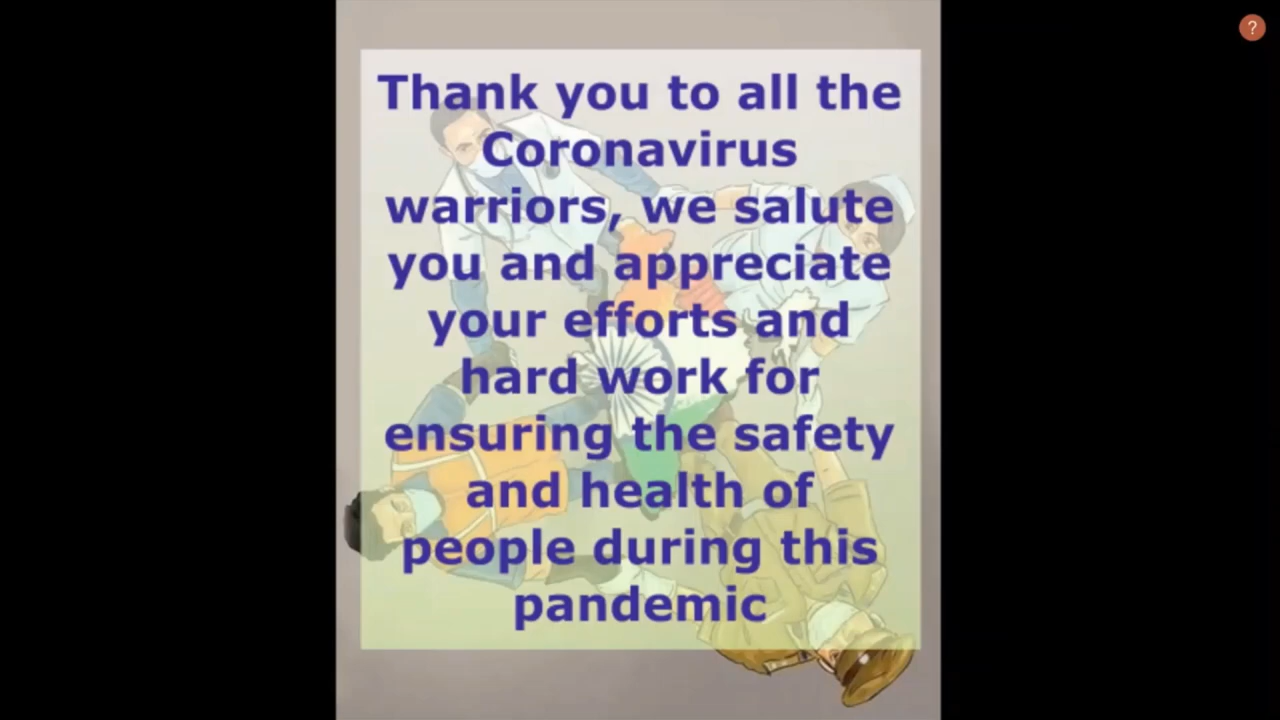 ?
Thank you to all the
Coronavirus
warriors, we salute
you and appreciate
your efforts and
hard work for
ensuring the safety
and health of
people during this
pandemic